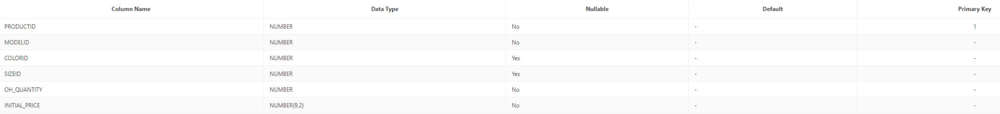 Column Name Data Type Nullable Default Primary Key
PRODUCTID NUMBER No - 1
MODELID NUMBER No - -
COLORID NUMBER Yes - -
SIZEID NUMBER Yes - -
OH_QUANTITY NUMBER No - -
INITIAL_PRICE NUMBER(9,2) No - -